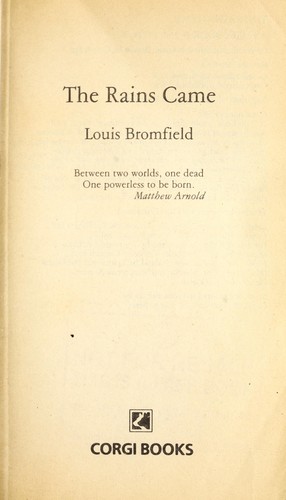 The Rains Came
Louis Bromfield
Between two worlds, one dead
One powerless to be born.
Matthew Arnold
CORGI BOOKS